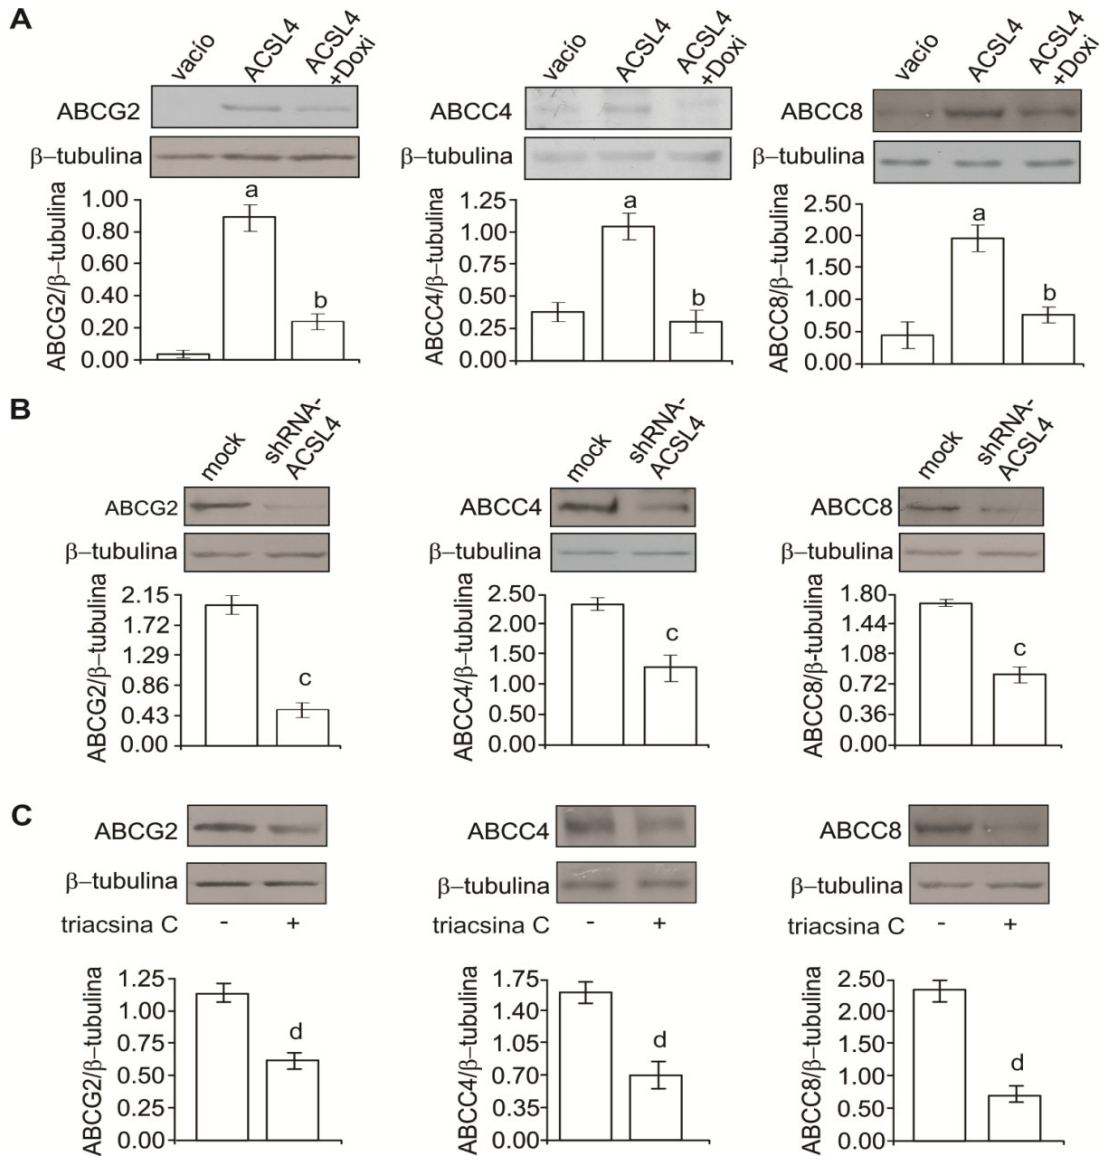 A
vacío ACSL4 ACSL4 +Doxi
ABCG2
β−tubulina
ABCG2/β−tubulina
1.00
0.80
0.60
0.40
0.20
0.00
a
b
vacío ACSL4 ACSL4 +Doxi
ABCC4
β−tubulina
ABCC4/β−tubulina
1.25
1.00
0.75
0.50
0.25
0.00
a
b
vacío ACSL4 ACSL4 +Doxi
ABCC8
β−tubulina
ABCC8/β−tubulina
2.50
2.00
1.50
1.00
0.50
0.00
a
b
B
mock shRNA-ACSL4
ABCG2
β−tubulina
ABCG2/β−tubulina
2.15
1.72
1.29
0.86
0.43
0.00
c
mock shRNA-ACSL4
ABCC4
β−tubulina
ABCC4/β−tubulina
2.50
2.00
1.50
1.00
0.50
0.00
c
mock shRNA-ACSL4
ABCC8
β−tubulina
ABCC8/β-tubulina
1.80
1.44
1.08
0.72
0.36
0.00
c
C
ABCG2
β−tubulina
triacsina C - +
ABCG2/β−tubulina
1.25
1.00
0.75
0.50
0.25
0.00
d
ABCC4
β−tubulina
triacsina C - +
ABCC4/β−tubulina
1.75
1.40
1.05
0.70
0.35
0.00
d
ABCC8
β−tubulina
triacsina C - +
ABCC8/β−tubulina
2.50
2.00
1.50
1.00
0.50
0.00
d